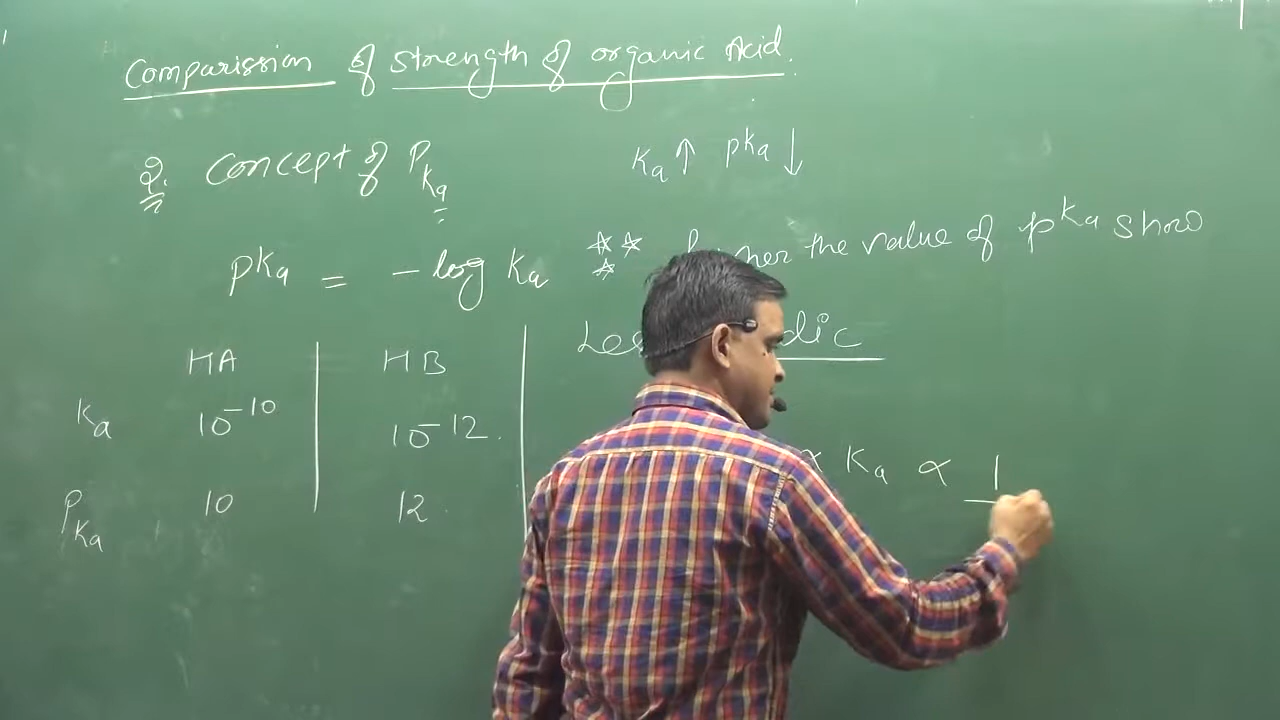 Comparission of strength of organic Acid.
2. Concept of PKa
Ka↑ pKa↓
pKa = - log Ka
*** the value of pKa show
HA HB
Ka 10-10 10-12
PKa 10 12
∝ Ka ∝ 1